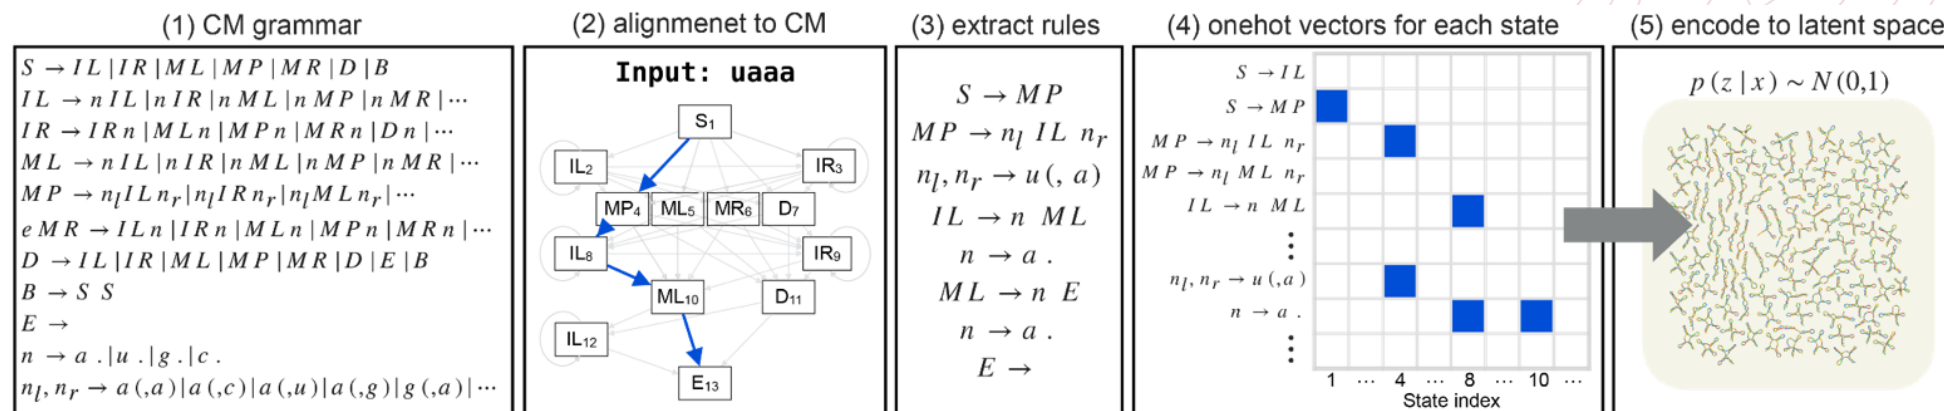 (1) CM grammar
S → IL | IR | ML | MP | MR | D | B
IL → n IL | n IR | n ML | n MP | n MR | ⋯
IR → IR n | ML n | MP n | MR n | D n | ⋯
ML → n IL | n IR | n ML | n MP | n MR | ⋯
MP → n_l IL n_r | n_l IR n_r | n_l ML n_r | ⋯
e MR → IL n | IR n | ML n | MP n | MR n | ⋯
D → IL | IR | ML | MP | MR | D | E | B
B → S S
E →
n → a . | u . | g . | c .
n_l, n_r → a (, a) | a (, c) | a (, u) | a (, g) | g (, a) | ⋯
(2) alignmenet to CM
Input: uaaa
S1
IL2
IR3
MP4
ML5
MR6
D7
IL8
IR9
ML10
D11
IL12
E13
(3) extract rules
S → MP
MP → n_l IL n_r
n_l, n_r → u (, a)
IL → n ML
n → a .
ML → n E
n → a .
E →
(4) onehot vectors for each state
S → IL
S → MP
MP → n_l IL n_r
MP → n_l ML n_r
IL → n ML
⋮
n_l, n_r → u (, a)
n → a .
⋮
1 ⋯ 4 ⋯ 8 ⋯ 10 ⋯
State index
(5) encode to latent space
p (z | x) ~ N (0,1)